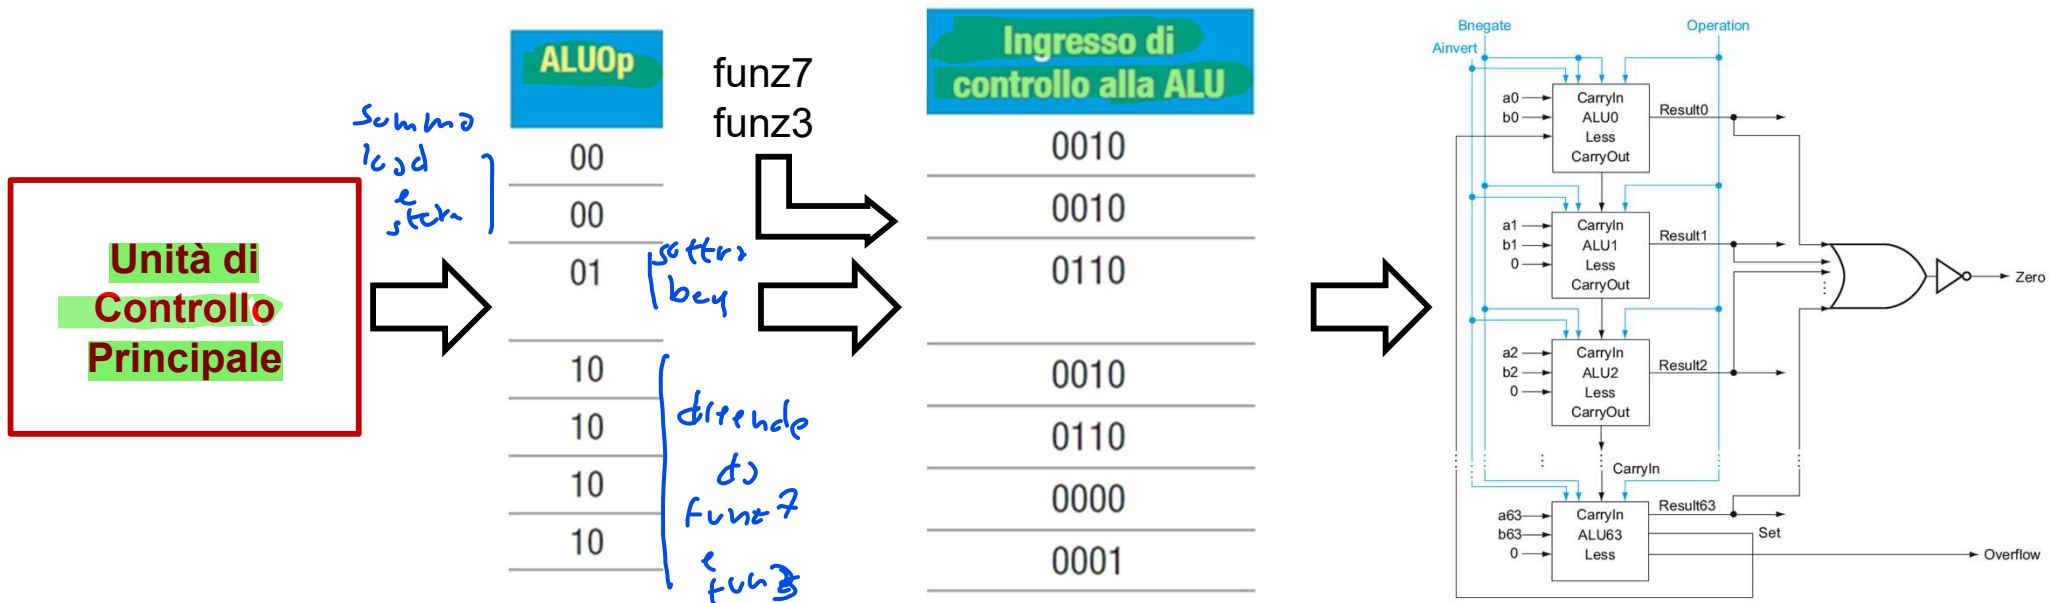 Unità di
Controllo
Principale
somma
load
e
store
ALUOp
00
00
01
10
10
10
10
sottra
beq
dipende
da
funz7
e
funz3
funz7
funz3
Ingresso di
controllo alla ALU
0010
0010
0110
0010
0110
0000
0001
Bnegate
Operation
Ainvert
a0
b0
CarryIn
ALU0
Less
CarryOut
Result0
a1
b1
0
CarryIn
ALU1
Less
CarryOut
Result1
Zero
a2
b2
0
CarryIn
ALU2
Less
CarryOut
Result2
CarryIn
a63
b63
0
CarryIn
ALU63
Less
Result63
Set
Overflow